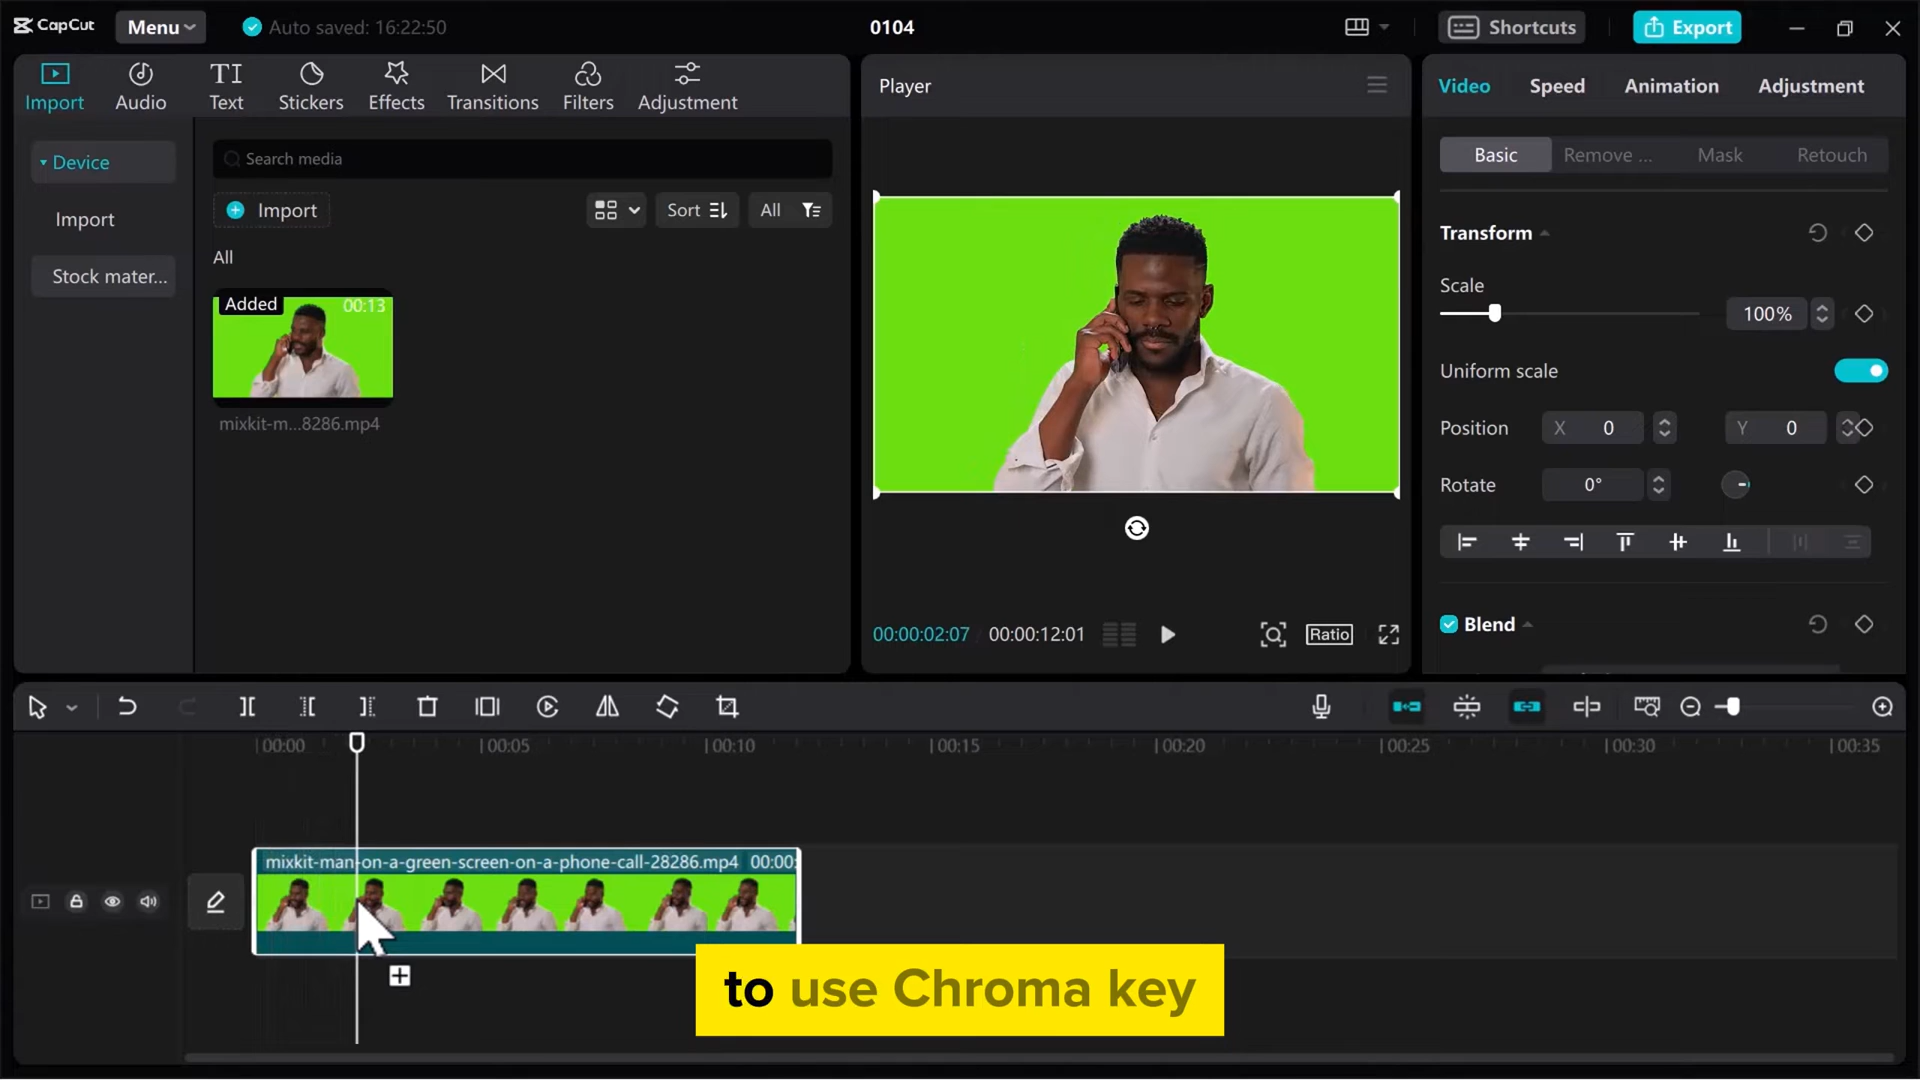 CapCut
Menu
Auto saved: 16:22:50
0104
Shortcuts
Export
Import
Audio
TI
Text
Stickers
Effects
Transitions
Filters
Adjustment
Device
Import
Stock mater...
Search media
Import
Sort
All
All
Added
00:13
mixkit-m...8286.mp4
Player
00:00:02:07
00:00:12:01
Ratio
Video
Speed
Animation
Adjustment
Basic
Remove ...
Mask
Retouch
Transform
Scale
100%
Uniform scale
Position
X 0
Y 0
Rotate
0°
Blend
00:00
00:05
00:10
00:15
00:20
00:25
00:30
00:35
mixkit-man-on-a-green-screen-on-a-phone-call-28286.mp4 00:00:
to use Chroma key